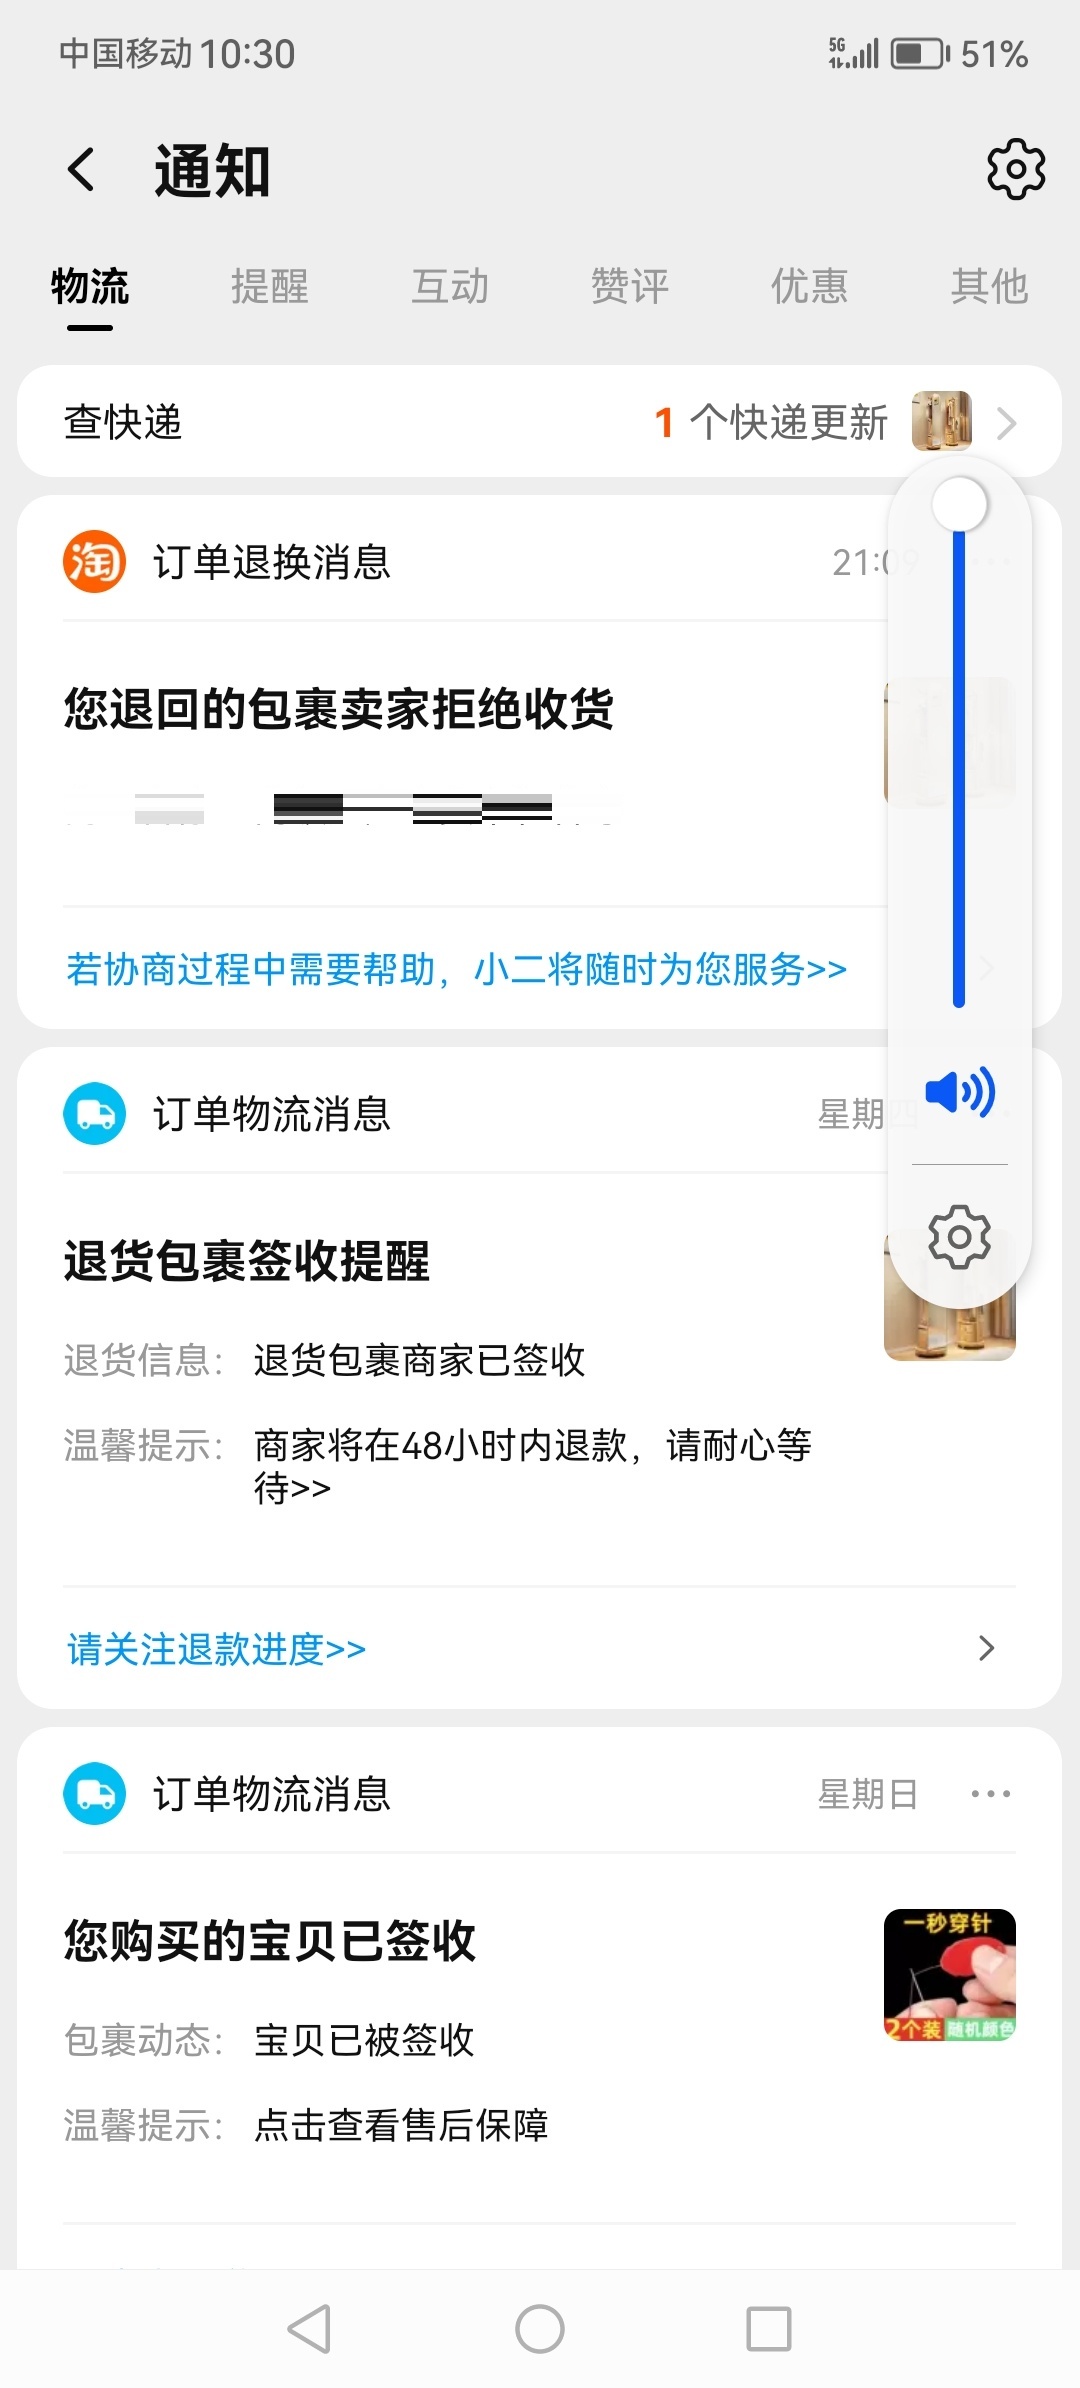 中国移动 10:30
5G 51%
通知
物流 提醒 互动 赞评 优惠 其他
查快递 1 个快递更新
淘 订单退换消息 21:09
您退回的包裹卖家拒绝收货
若协商过程中需要帮助，小二将随时为您服务>>
订单物流消息 星期四
退货包裹签收提醒
退货信息： 退货包裹商家已签收
温馨提示： 商家将在48小时内退款，请耐心等
待>>
请关注退款进度>>
订单物流消息 星期日
您购买的宝贝已签收
一秒穿针
2个装 随机颜色
包裹动态： 宝贝已被签收
温馨提示： 点击查看售后保障